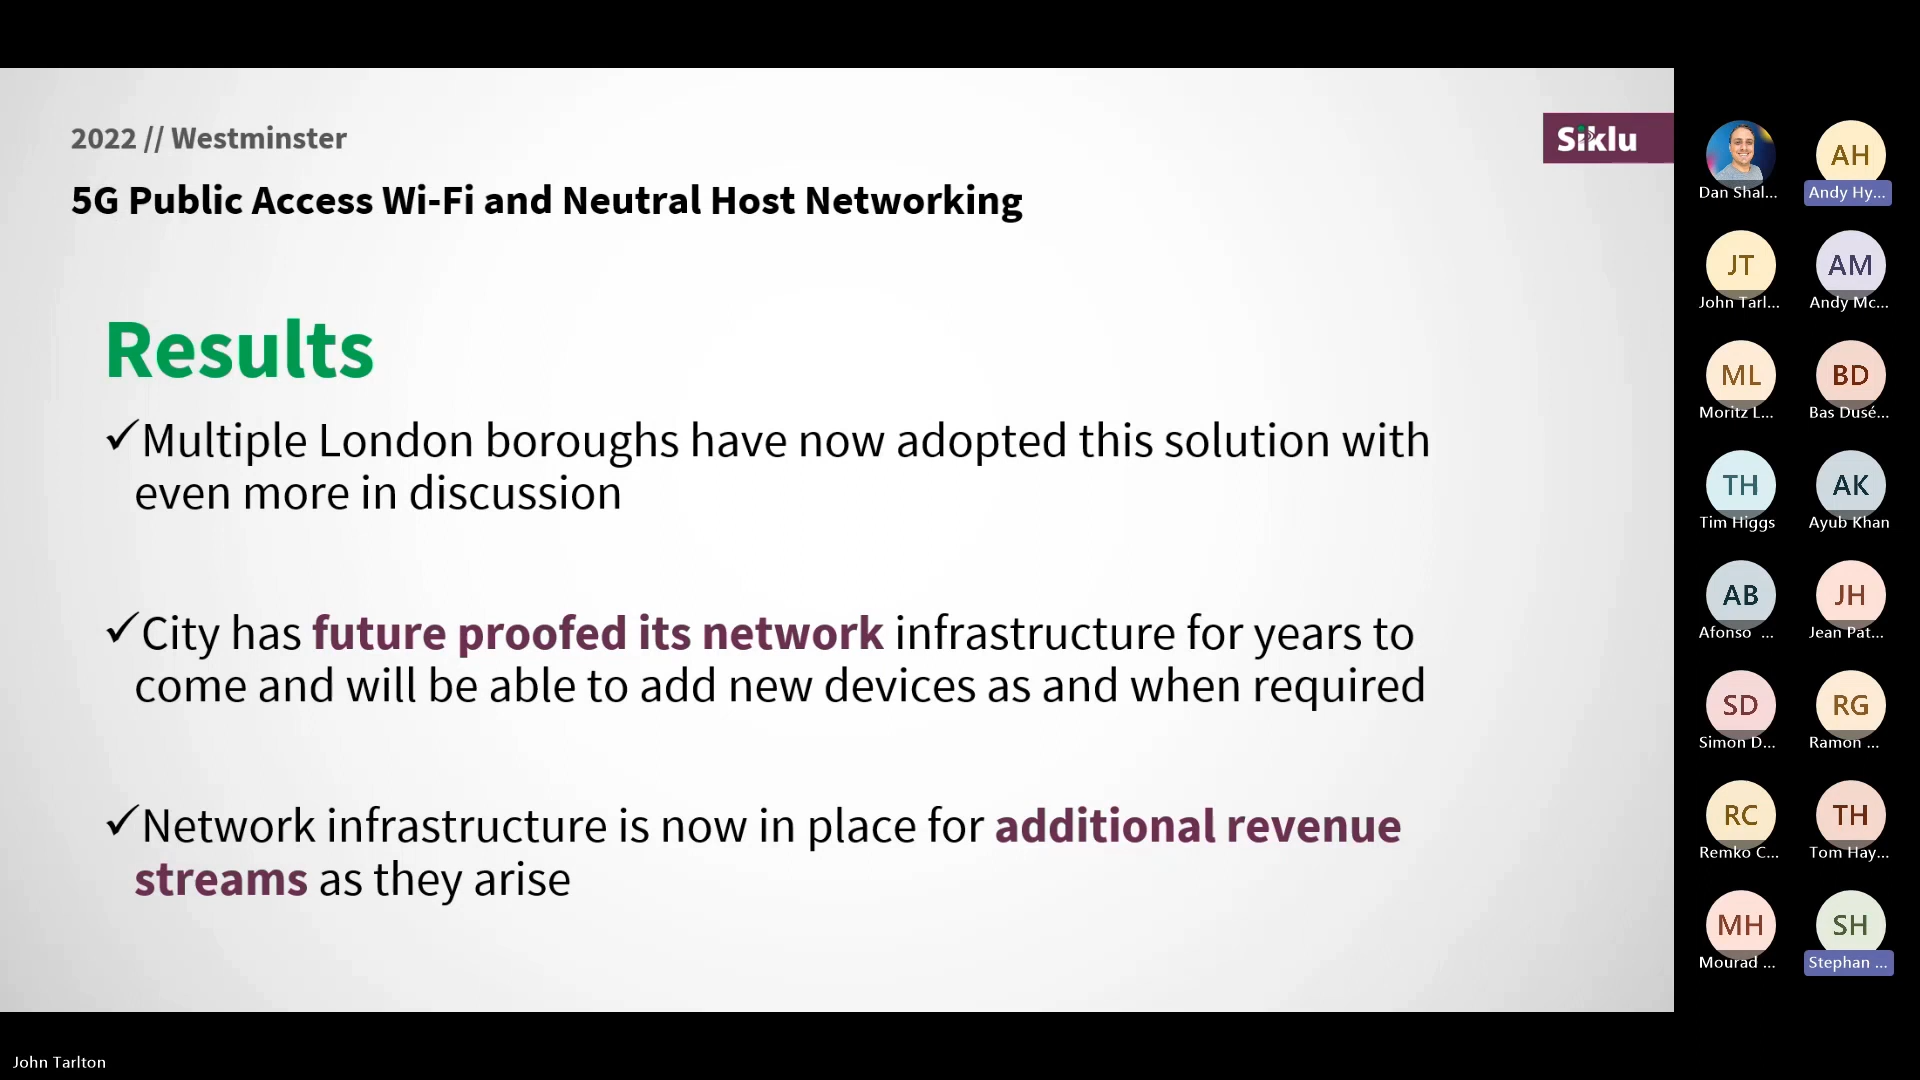 2022 // Westminster
Siklu
5G Public Access Wi-Fi and Neutral Host Networking
Results
✓Multiple London boroughs have now adopted this solution with
even more in discussion
✓City has future proofed its network infrastructure for years to
come and will be able to add new devices as and when required
✓Network infrastructure is now in place for additional revenue
streams as they arise
Dan Shal...
AH
Andy Hy...
JT
John Tarl...
AM
Andy Mc...
ML
Moritz L...
BD
Bas Dusé...
TH
Tim Higgs
AK
Ayub Khan
AB
Afonso ...
JH
Jean Pat...
SD
Simon D...
RG
Ramon ...
RC
Remko C...
TH
Tom Hay...
MH
Mourad ...
SH
Stephan ...
John Tarlton